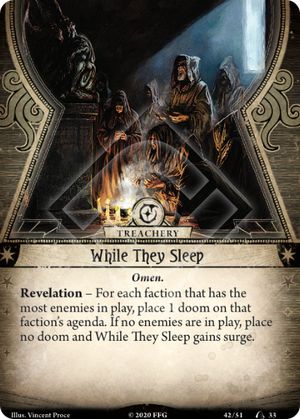 TREACHERY
While They Sleep
Omen.
Revelation – For each faction that has the
most enemies in play, place 1 doom on that
faction's agenda. If no enemies are in play, place
no doom and While They Sleep gains surge.
Illus. Vincent Proce © 2020 FFG 42/51 33